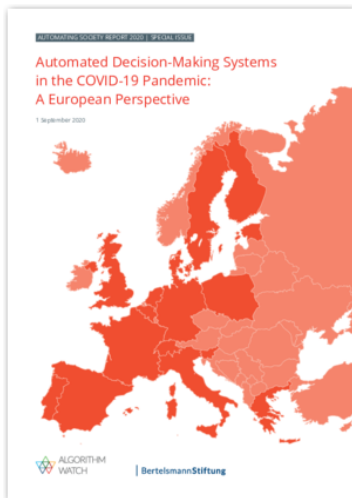 AUTOMATING SOCIETY REPORT 2020 | SPECIAL ISSUE
Automated Decision-Making Systems
in the COVID-19 Pandemic:
A European Perspective
1 September 2020
ALGORITHM
WATCH
BertelsmannStiftung